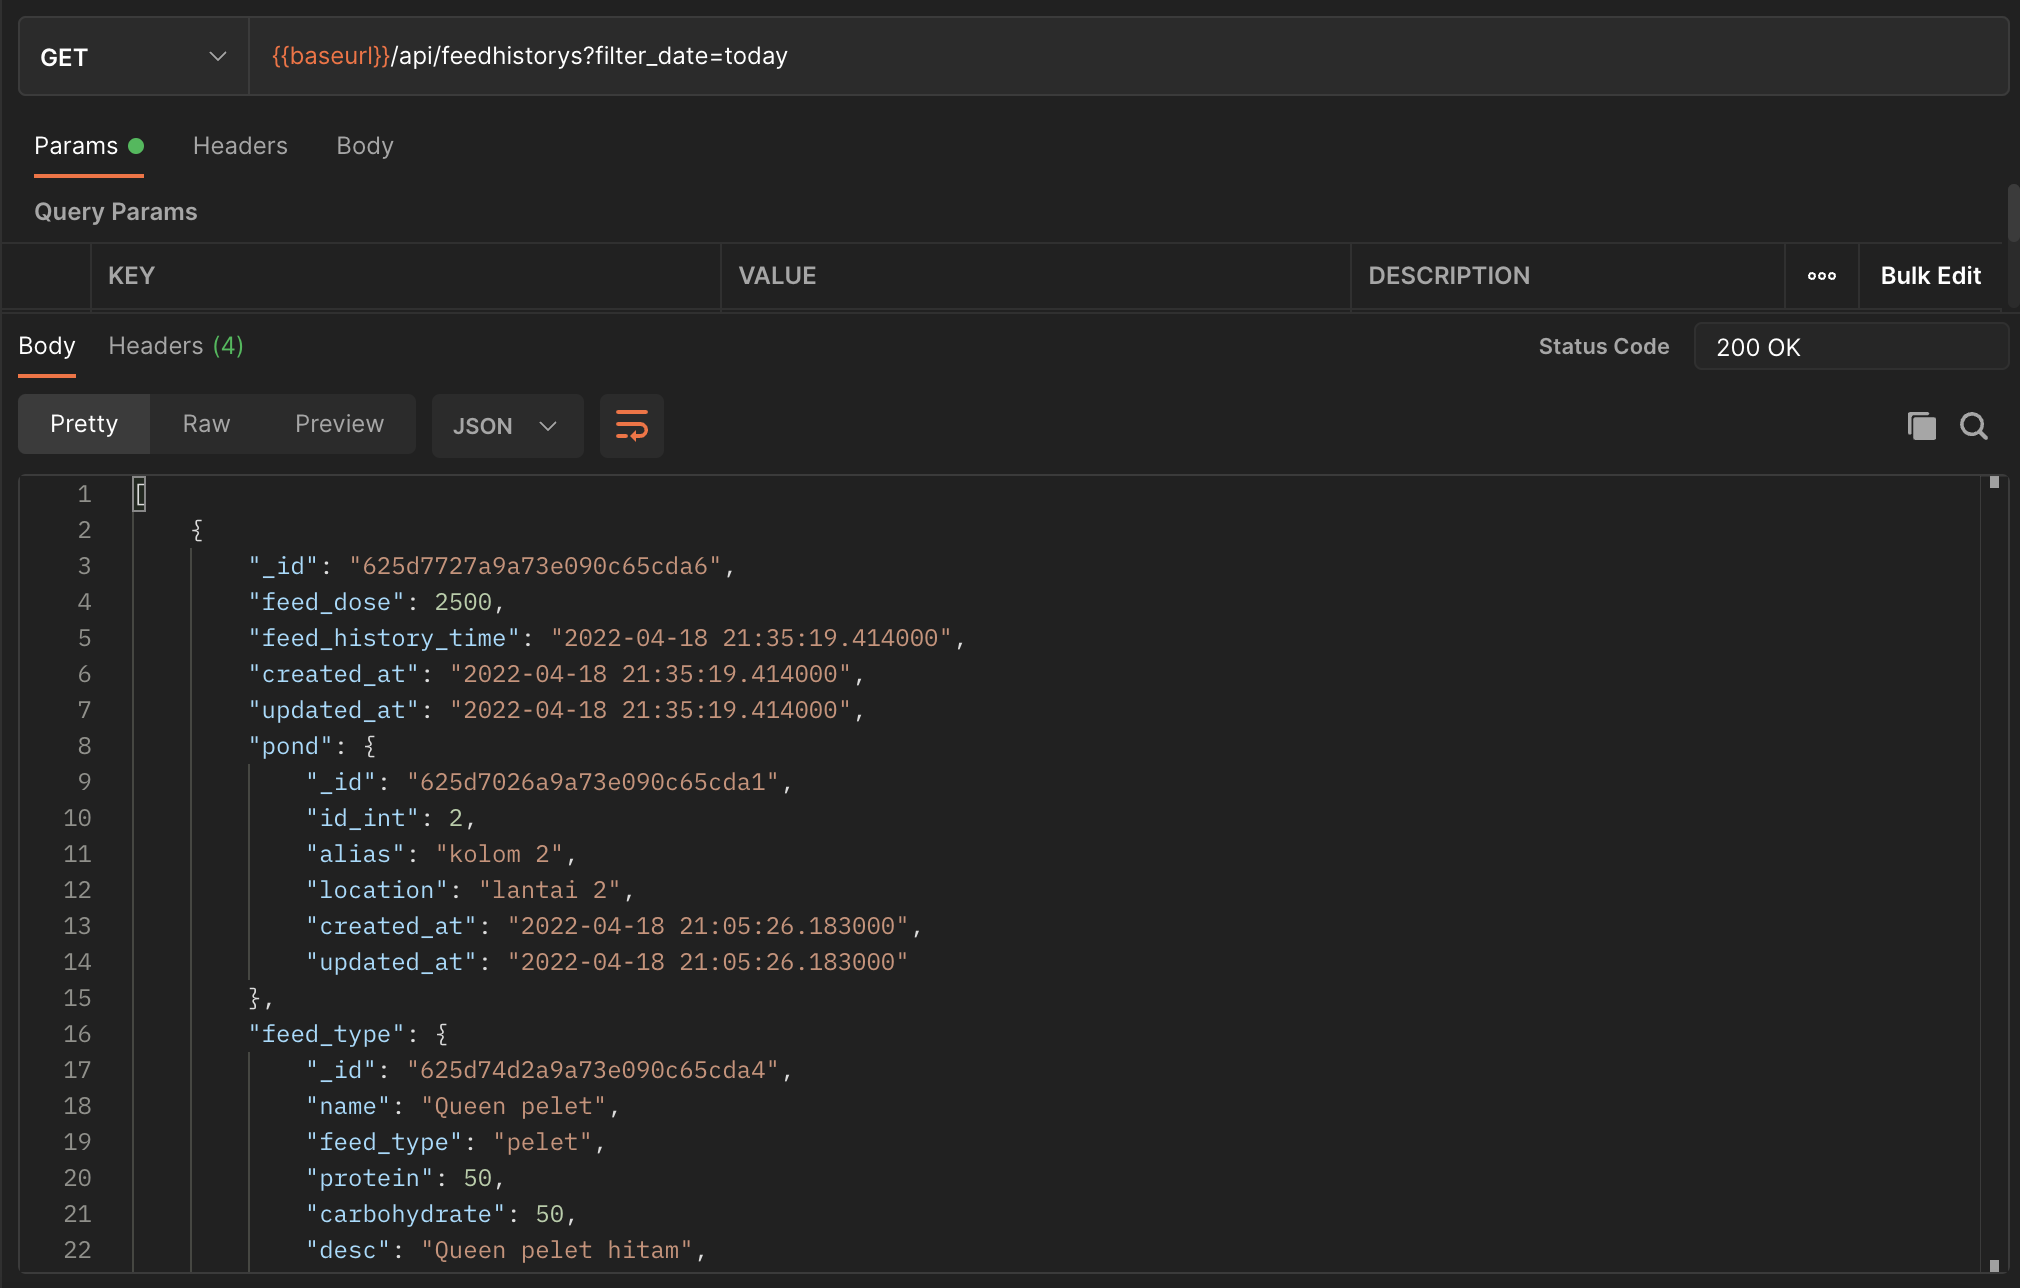 GET {{baseurl}}/api/feedhistorys?filter_date=today
Params Headers Body
Query Params
KEY VALUE DESCRIPTION ooo Bulk Edit
Body Headers (4) Status Code 200 OK
Pretty Raw Preview JSON
1 [
2 {
3 "_id": "625d7727a9a73e090c65cda6",
4 "feed_dose": 2500,
5 "feed_history_time": "2022-04-18 21:35:19.414000",
6 "created_at": "2022-04-18 21:35:19.414000",
7 "updated_at": "2022-04-18 21:35:19.414000",
8 "pond": {
9 "_id": "625d7026a9a73e090c65cda1",
10 "id_int": 2,
11 "alias": "kolom 2",
12 "location": "lantai 2",
13 "created_at": "2022-04-18 21:05:26.183000",
14 "updated_at": "2022-04-18 21:05:26.183000"
15 },
16 "feed_type": {
17 "_id": "625d74d2a9a73e090c65cda4",
18 "name": "Queen pelet",
19 "feed_type": "pelet",
20 "protein": 50,
21 "carbohydrate": 50,
22 "desc": "Queen pelet hitam",